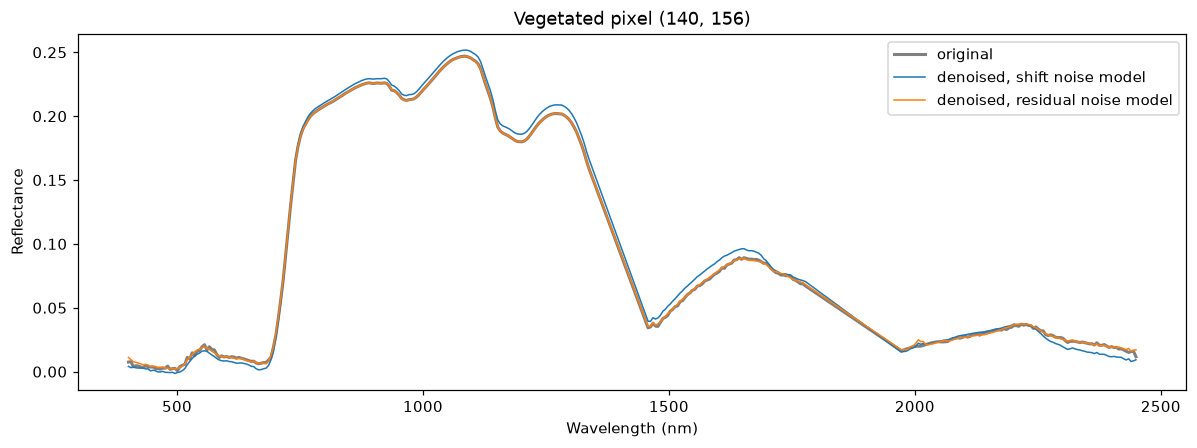 Vegetated pixel (140, 156)
original
denoised, shift noise model
denoised, residual noise model
Reflectance
0.25
0.20
0.15
0.10
0.05
0.00
500
1000
1500
2000
2500
Wavelength (nm)